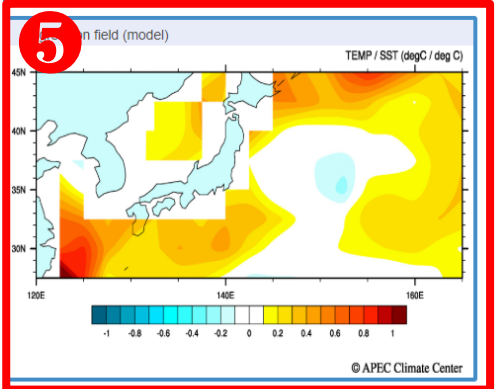 5
n field (model)
TEMP / SST (degC / deg C)
45N
40N
35N
30N
120E 140E 160E
-1 -0.8 -0.6 -0.4 -0.2 0 0.2 0.4 0.6 0.8 1
© APEC Climate Center